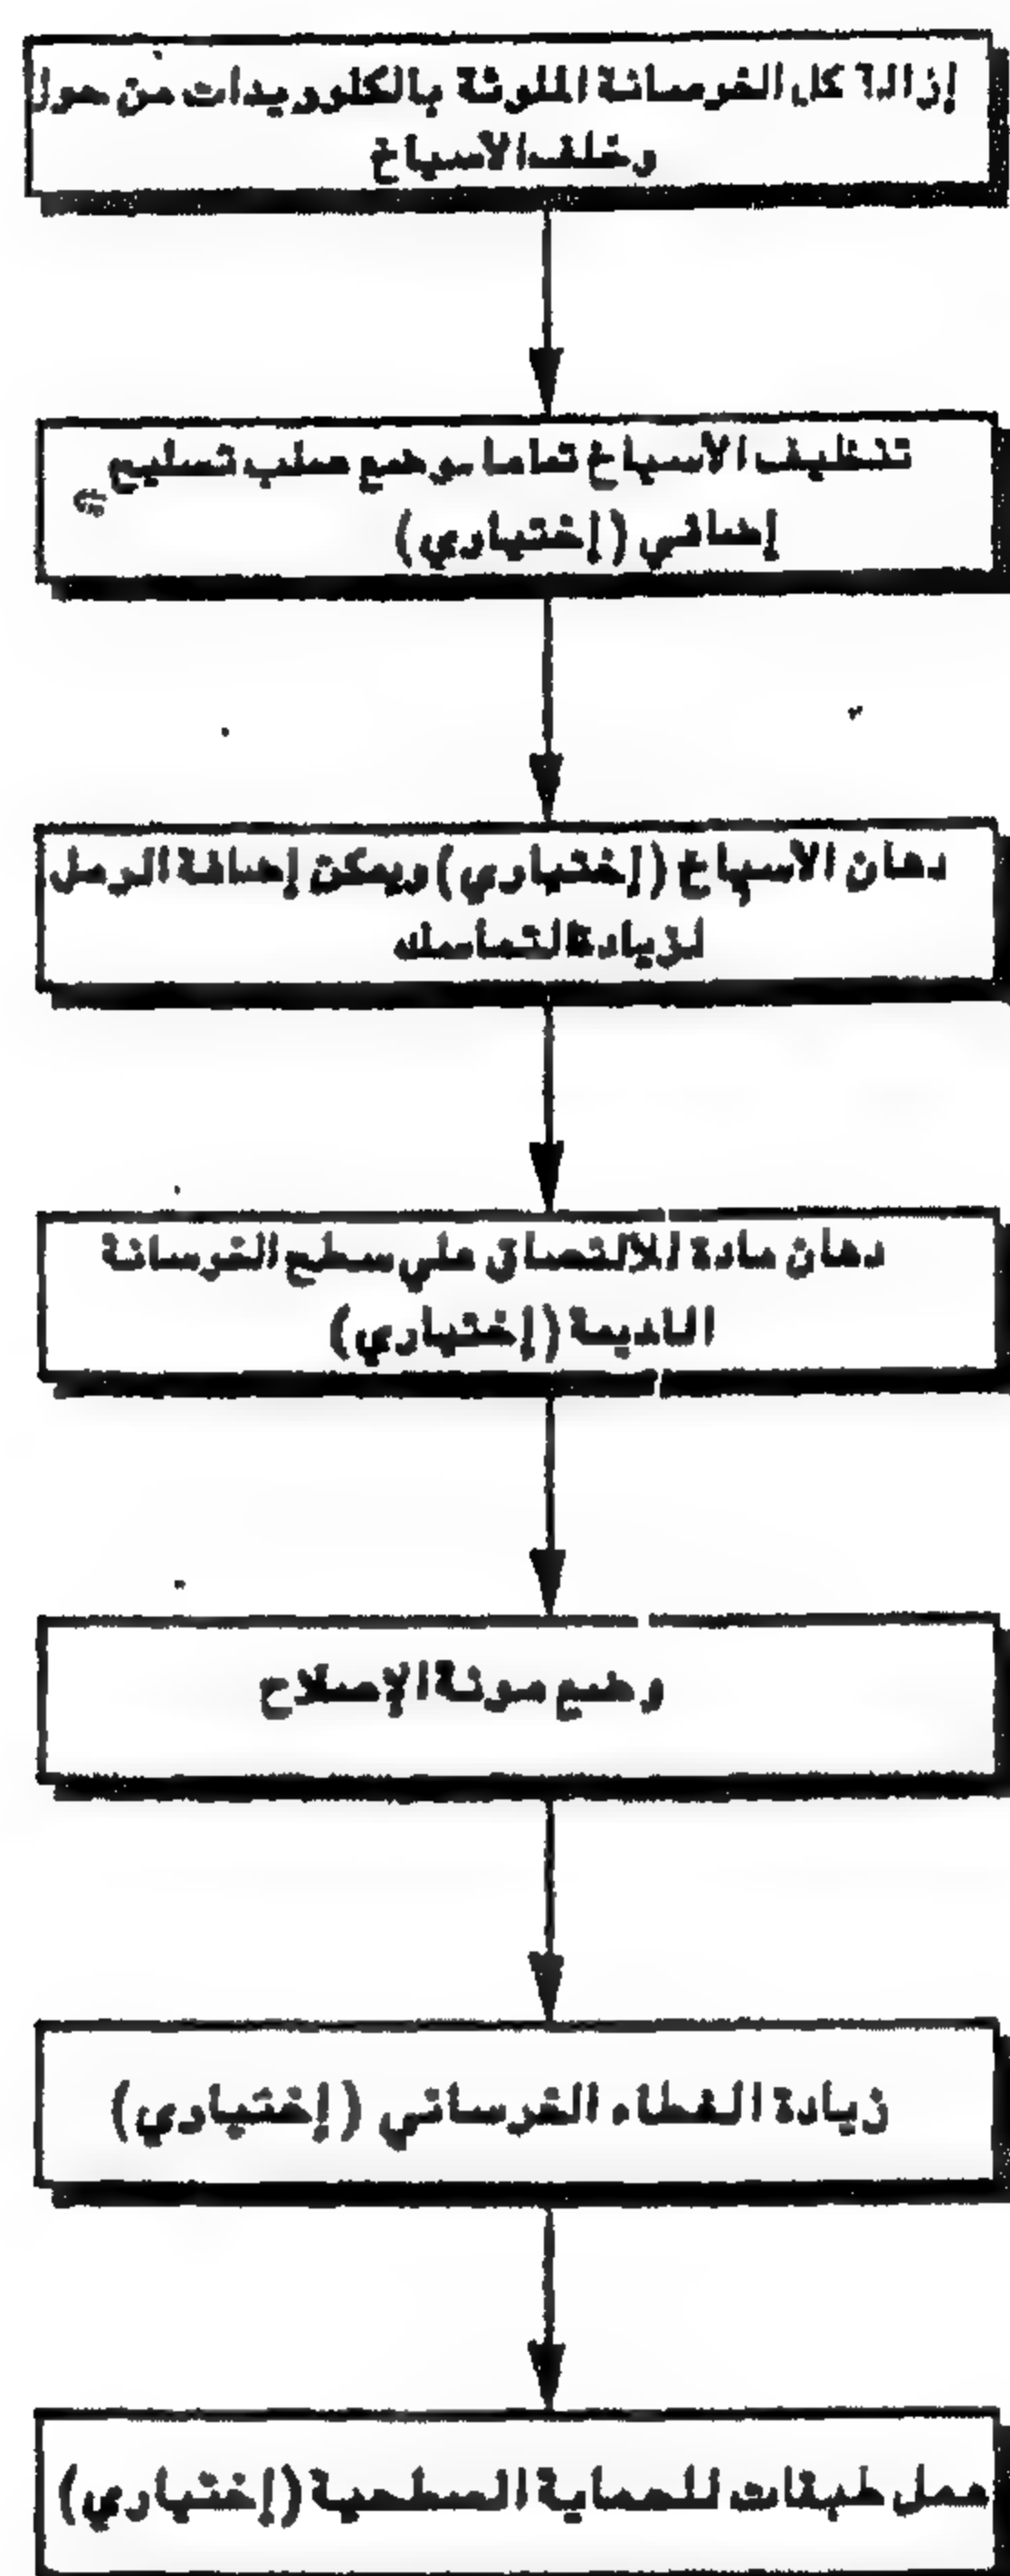 إزالة كل الخرسانة الملوثة بالكلوريدات من حول
وخلف الأسياخ
تنظيف الأسياخ تماما ووضع صلب تسليح
إضافي (إختياري)
دهان الأسياخ (إختياري) ويمكن إضافة الرمل
لزيادة التماسك
دهان مادة للالتصاق علي سطح الخرسانة
القديمة (إختياري)
وضع مونة الإصلاح
زيادة الغطاء الخرساني (إختياري)
عمل طبقات للحماية السطحية (إختياري)